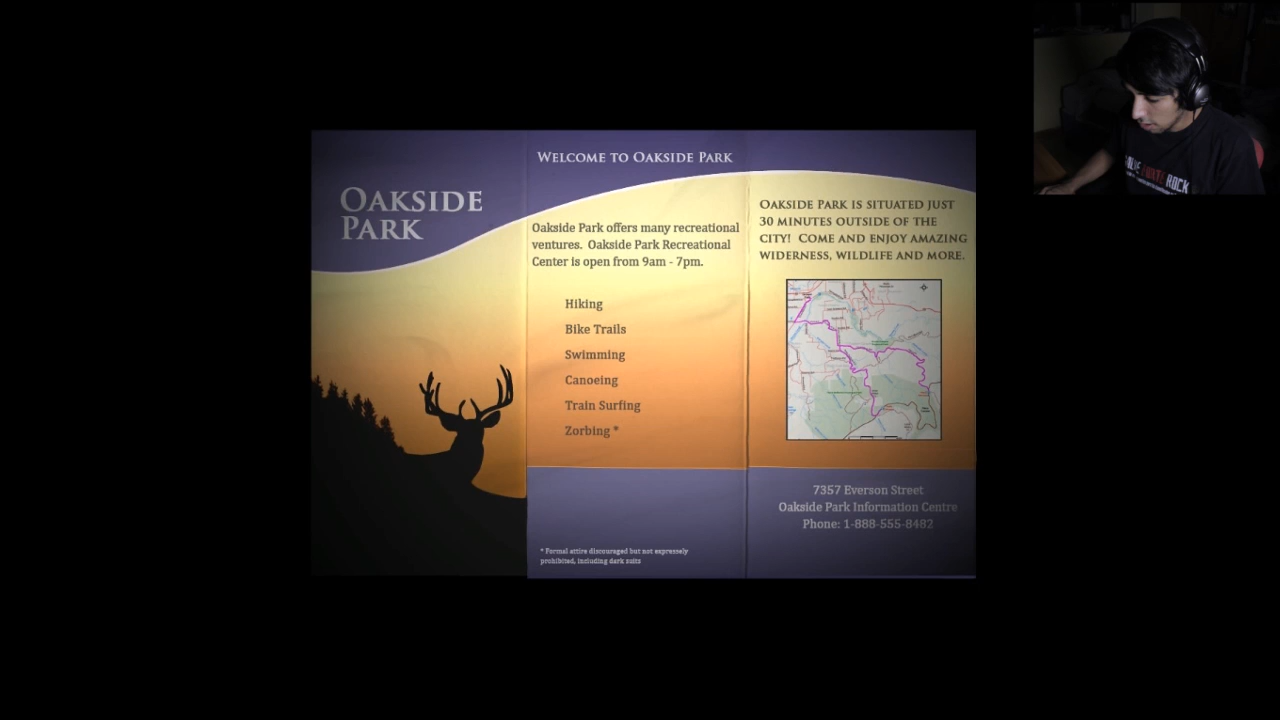 OAKSIDE
PARK
WELCOME TO OAKSIDE PARK
Oakside Park offers many recreational
ventures. Oakside Park Recreational
Center is open from 9am - 7pm.
Hiking
Bike Trails
Swimming
Canoeing
Train Surfing
Zorbing *
* Formal attire discouraged but not expressely
prohibited, including dark suits
OAKSIDE PARK IS SITUATED JUST
30 MINUTES OUTSIDE OF THE
CITY! COME AND ENJOY AMAZING
WIDERNESS, WILDLIFE AND MORE.
7357 Everson Street
Oakside Park Information Centre
Phone: 1-888-555-8482
ROCK